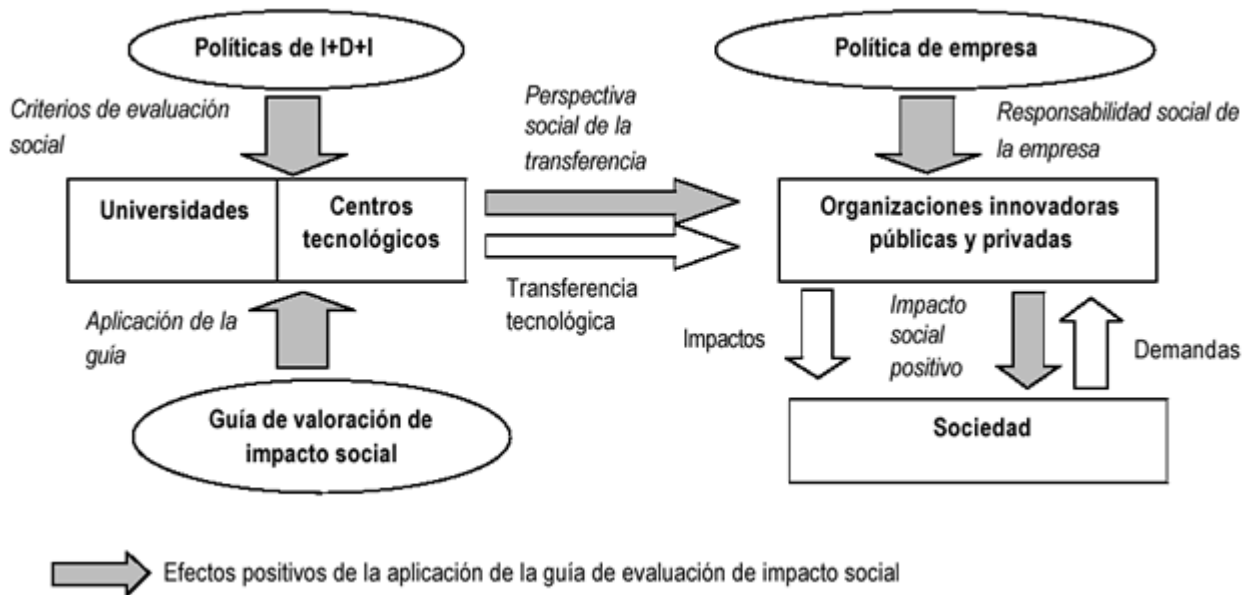 Políticas de I+D+I
Política de empresa
Criterios de evaluación
social
Perspectiva
social de la
transferencia
Responsabilidad social de
la empresa
Universidades
Centros
tecnológicos
Organizaciones innovadoras
públicas y privadas
Aplicación de la
guía
Transferencia
tecnológica
Impactos
Impacto
social
positivo
Demandas
Guía de valoración de
impacto social
Sociedad
Efectos positivos de la aplicación de la guía de evaluación de impacto social